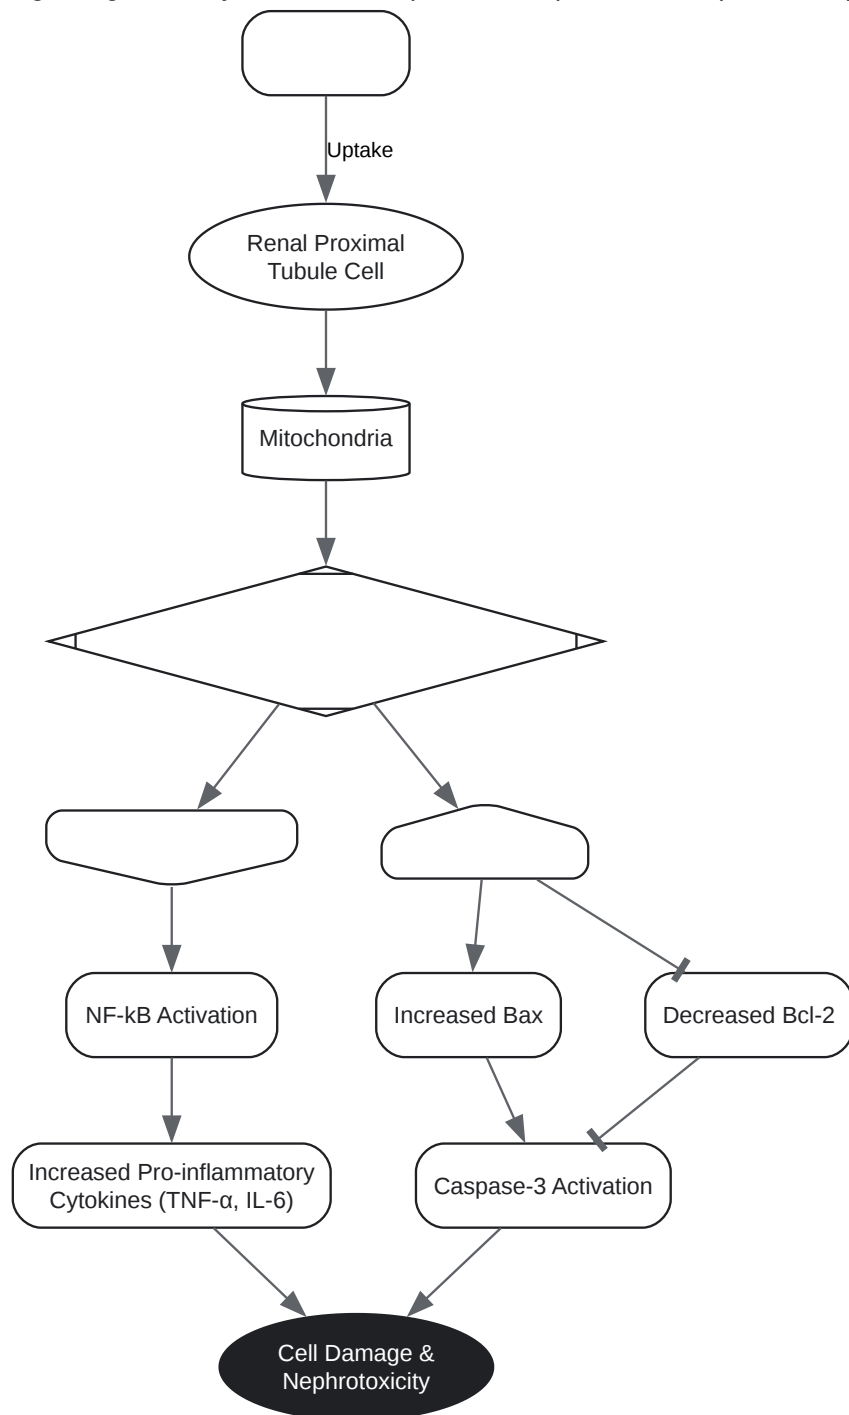 Uptake
Renal Proximal
Tubule Cell
Mitochondria
NF-kB Activation
Increased Bax
Decreased Bcl-2
Increased Pro-inflammatory
Cytokines (TNF-α, IL-6)
Caspase-3 Activation
Cell Damage &
Nephrotoxicity